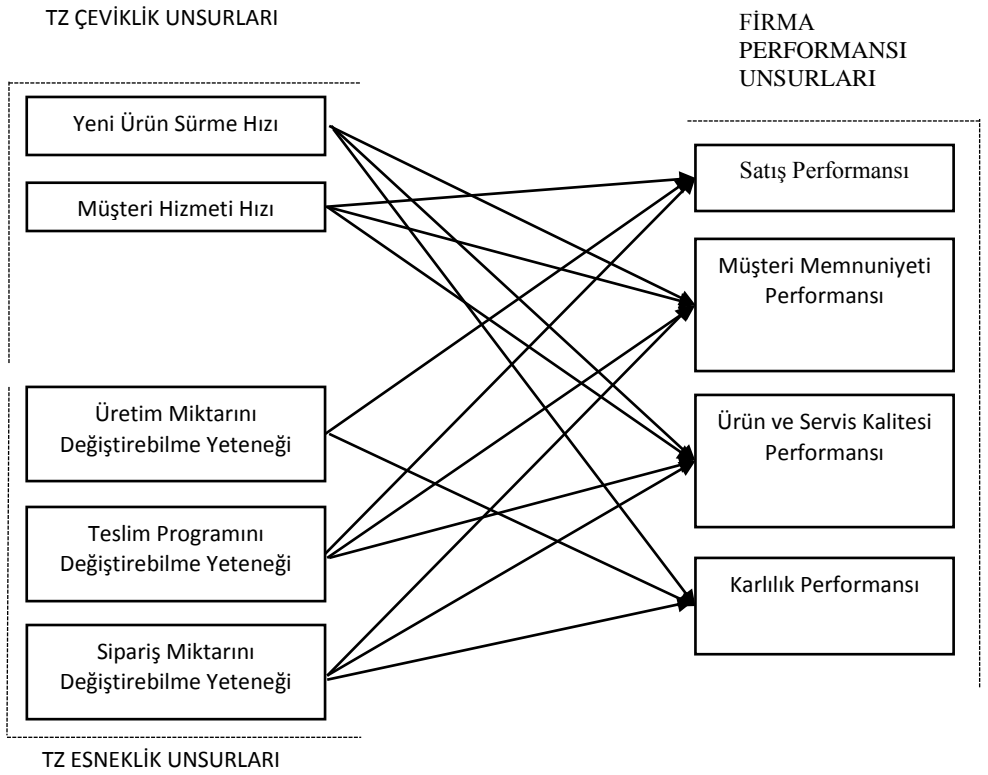 TZ ÇEVİKLİK UNSURLARI
FİRMA
PERFORMANSI
UNSURLARI
Yeni Ürün Sürme Hızı
Müşteri Hizmeti Hızı
Üretim Miktarını
Değiştirebilme Yeteneği
Teslim Programını
Değiştirebilme Yeteneği
Sipariş Miktarını
Değiştirebilme Yeteneği
Satış Performansı
Müşteri Memnuniyeti
Performansı
Ürün ve Servis Kalitesi
Performansı
Karlılık Performansı
TZ ESNEKLİK UNSURLARI